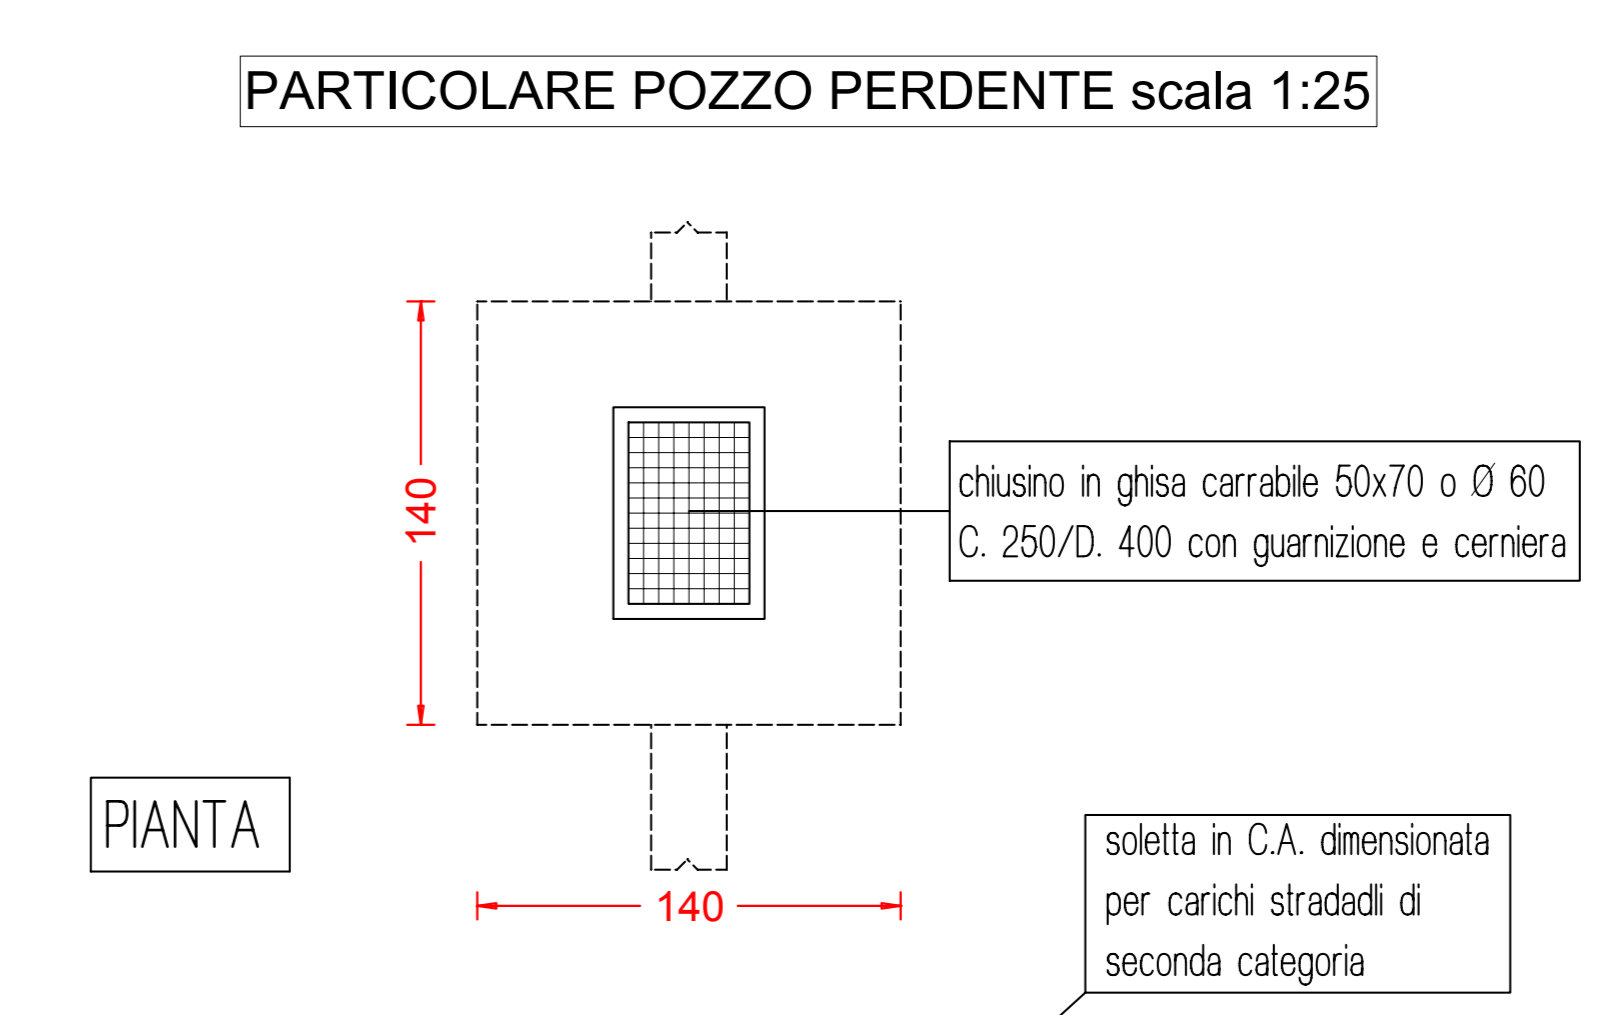 PARTICOLARE POZZO PERDENTE scala 1:25
140
chiusino in ghisa carrabile 50x70 o Ø 60
C. 250/D. 400 con guarnizione e cerniera
PIANTA
140
soletta in C.A. dimensionata
per carichi stradadli di
seconda categoria